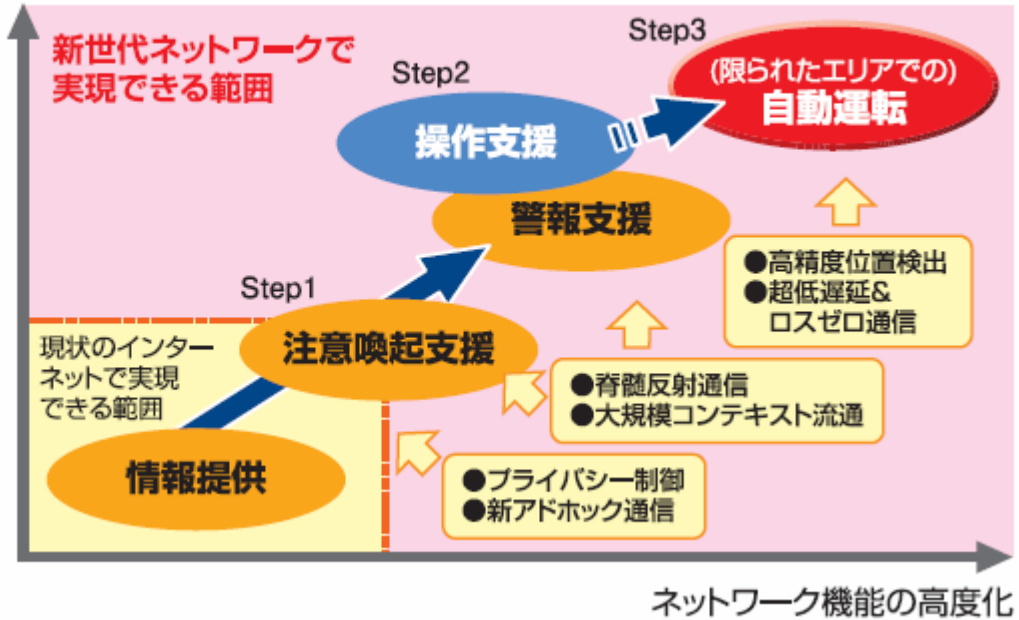 新世代ネットワークで
実現できる範囲
Step3
(限られたエリアでの)
自動運転
Step2
操作支援
警報支援
●高精度位置検出
●超低遅延&
ロスゼロ通信
Step1
注意喚起支援
現状のインター
ネットで実現
できる範囲
●脊髄反射通信
●大規模コンテキスト流通
情報提供
●プライバシー制御
●新アドホック通信
ネットワーク機能の高度化